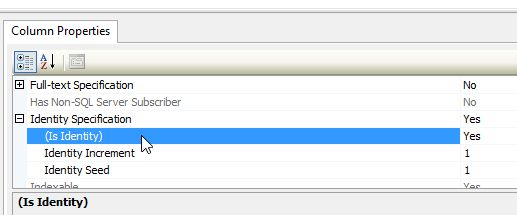 Column Properties
Full-text Specification No
Has Non-SQL Server Subscriber No
Identity Specification Yes
(Is Identity) Yes
Identity Increment 1
Identity Seed 1
Indexable Yes
(Is Identity)